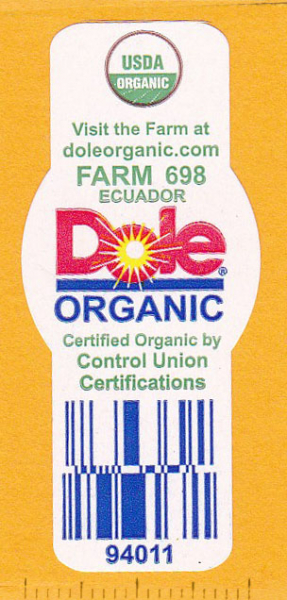 USDA
ORGANIC
Visit the Farm at
doleorganic.com
FARM 698
ECUADOR
Dole®
ORGANIC
Certified Organic by
Control Union
Certifications
94011